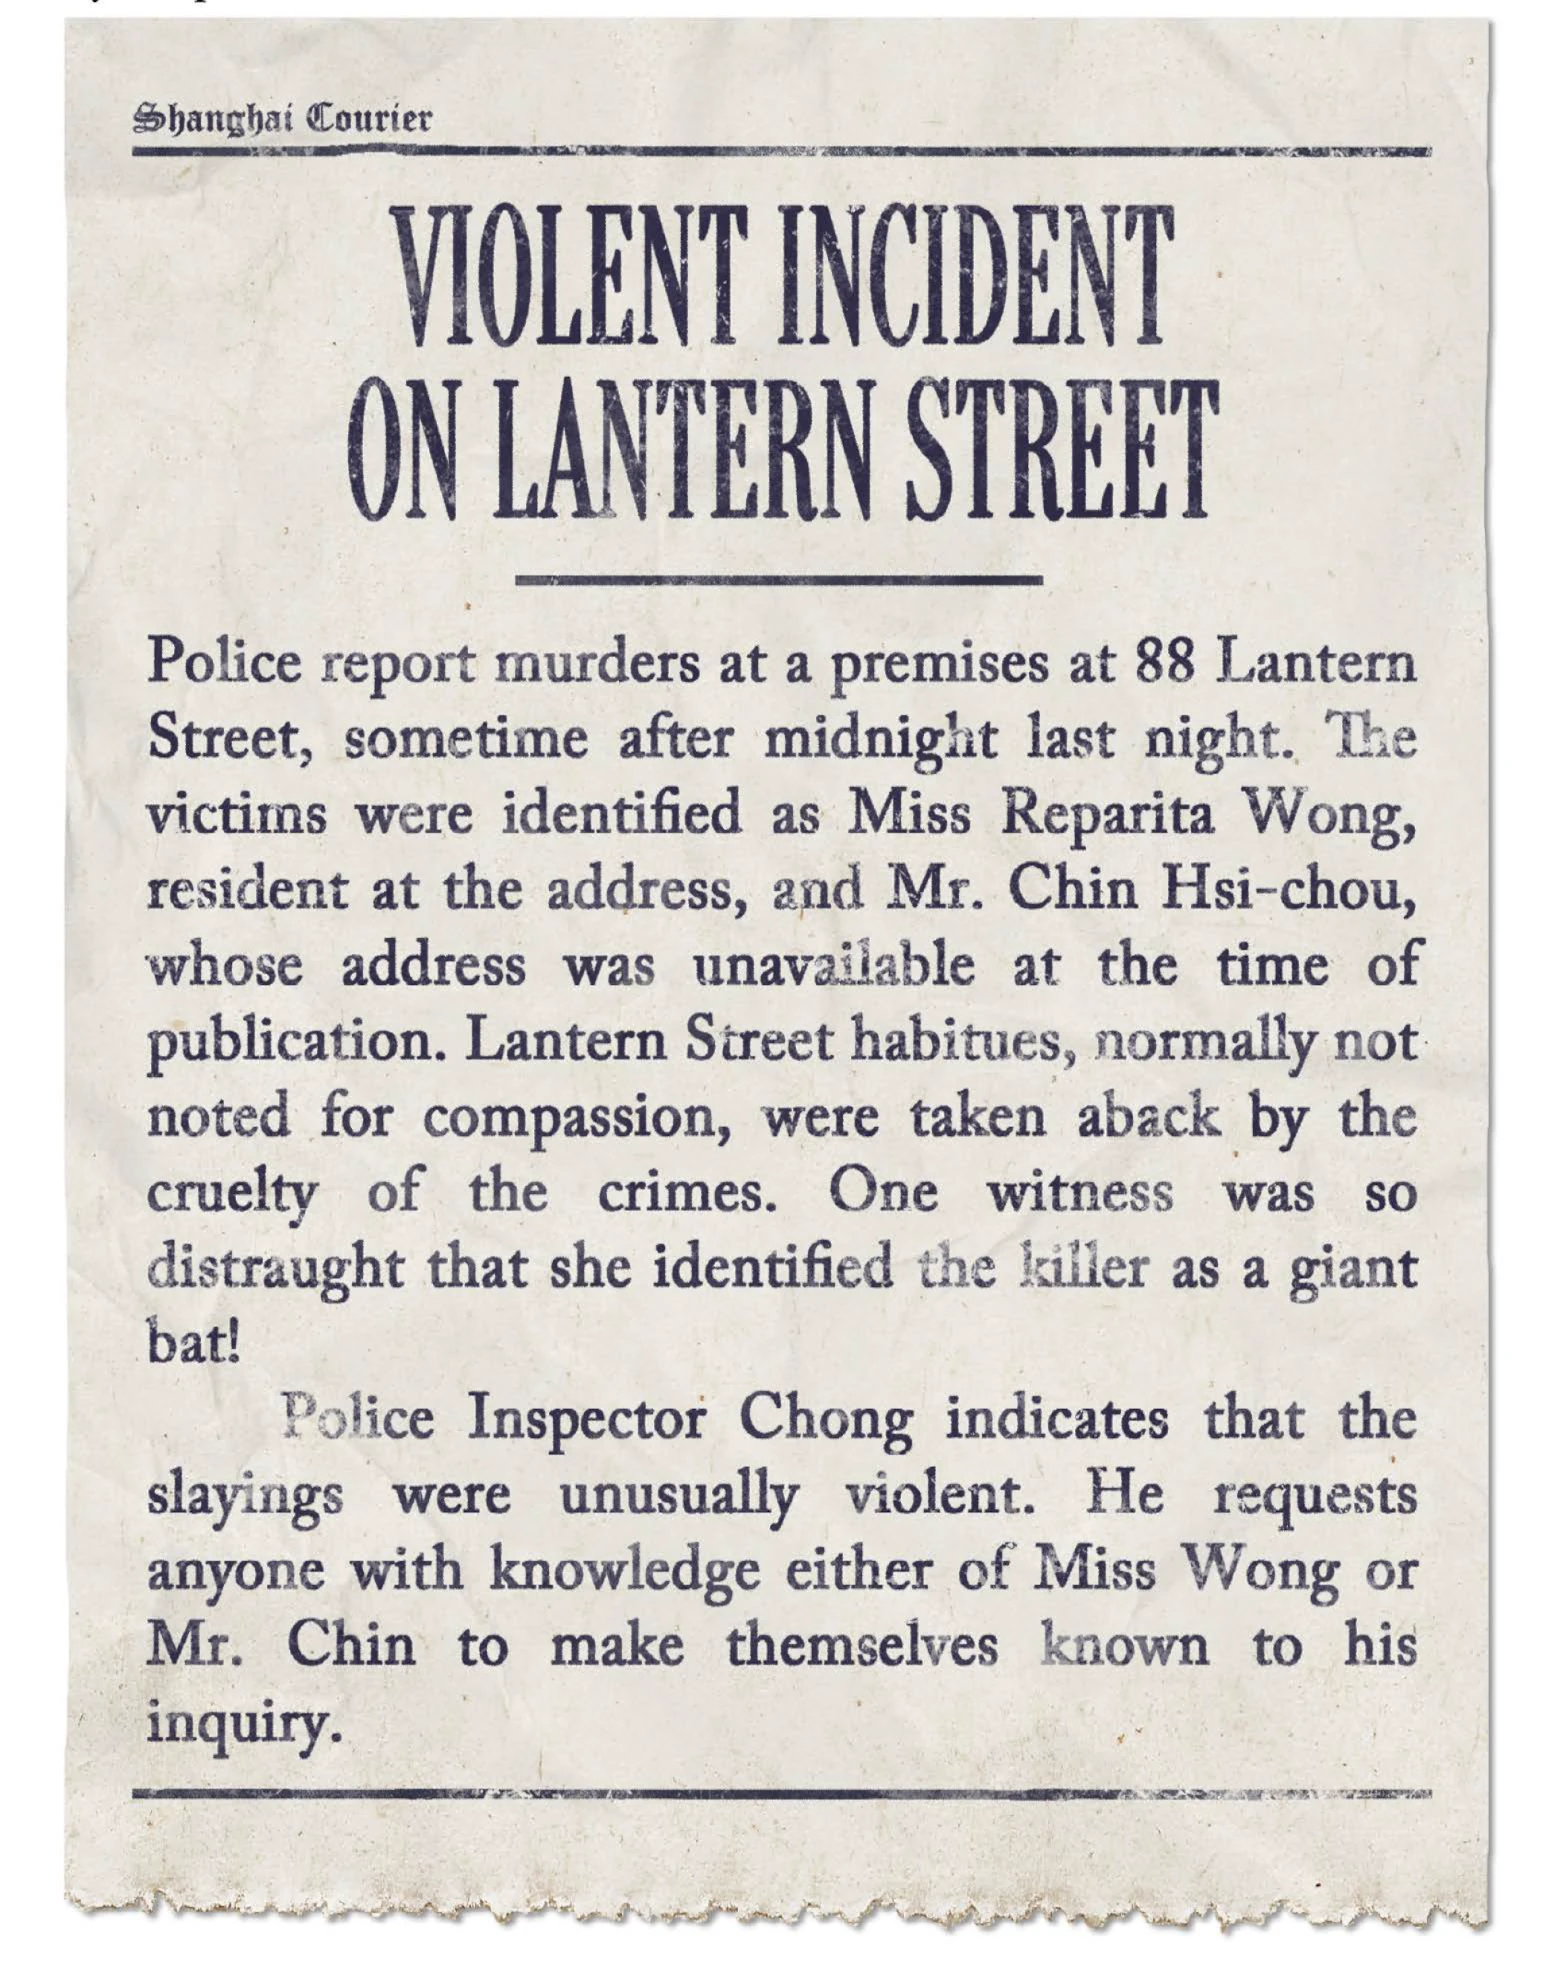 Shanghai Courier
VIOLENT INCIDENT
ON LANTERN STREET
Police report murders at a premises at 88 Lantern
Street, sometime after midnight last night. The
victims were identified as Miss Reparita Wong,
resident at the address, and Mr. Chin Hsi-chou,
whose address was unavailable at the time of
publication. Lantern Street habitues, normally not
noted for compassion, were taken aback by the
cruelty of the crimes. One witness was so
distraught that she identified the killer as a giant
bat!
Police Inspector Chong indicates that the
slayings were unusually violent. He requests
anyone with knowledge either of Miss Wong or
Mr. Chin to make themselves known to his
inquiry.